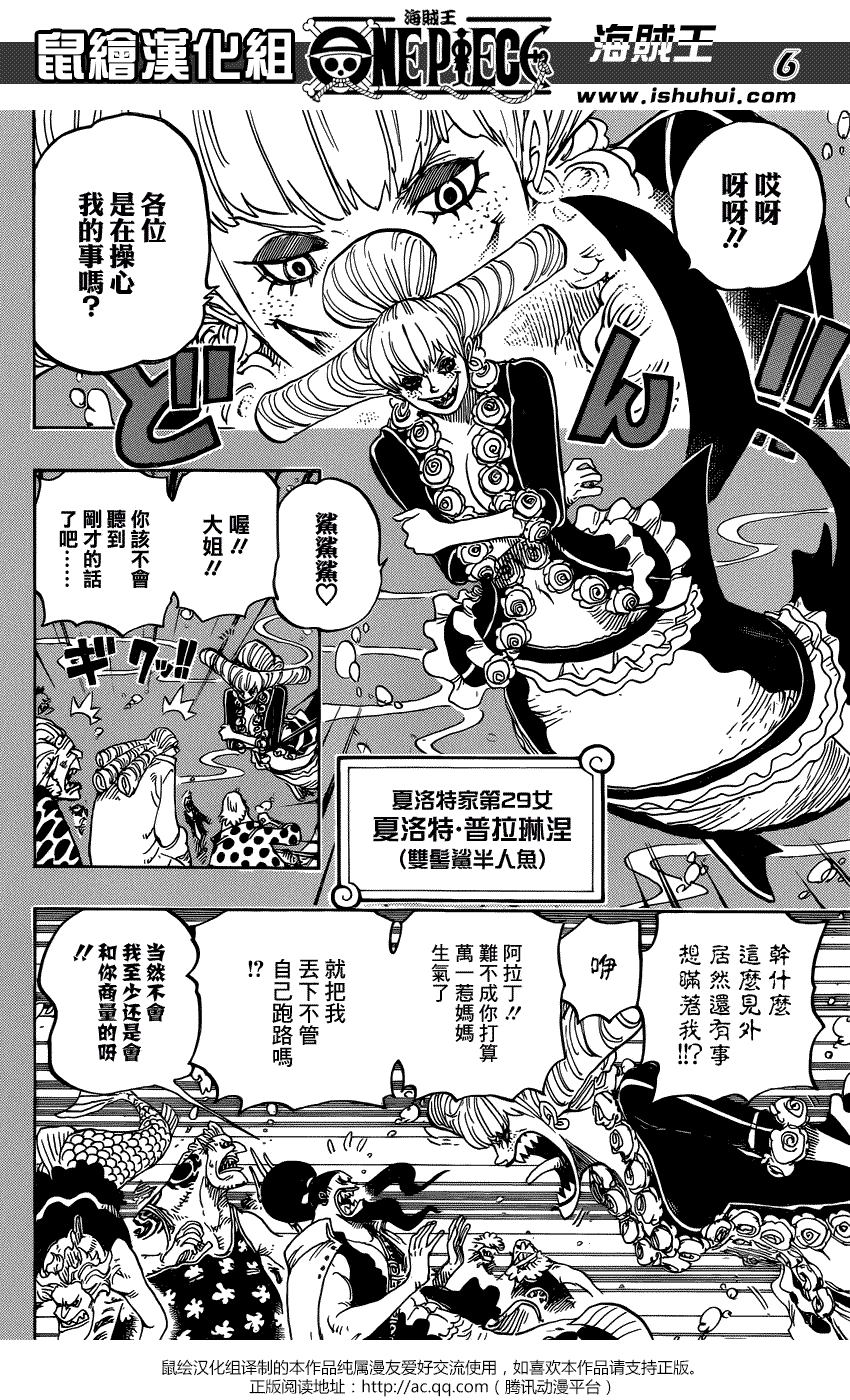 鼠繪漢化組
海賊王
ONE PIECE
海賊王
6
www.ishuhui.com
哎呀
呀呀!!
各位
是在操心
我的事嗎?
ど
ん
!!
鯊鯊鯊♡
喔!!
大姐!!
你該不會
聽到
剛才的話
了吧……
ギクッ!!
夏洛特家第29女
夏洛特·普拉琳涅
(雙髻鯊半人魚)
幹什麼
這麼見外
居然還有事
想瞞著我!!?
咿
阿拉丁!!
難不成你打算
萬一惹媽媽
生氣了
就把我
丟下不管
自己跑路嗎
!?
当然不會
我至少还是會
和你商量的呀
!!
鼠绘汉化组译制的本作品纯属漫友爱好交流使用，如喜欢本作品请支持正版。
正版阅读地址：http://ac.qq.com（腾讯动漫平台）